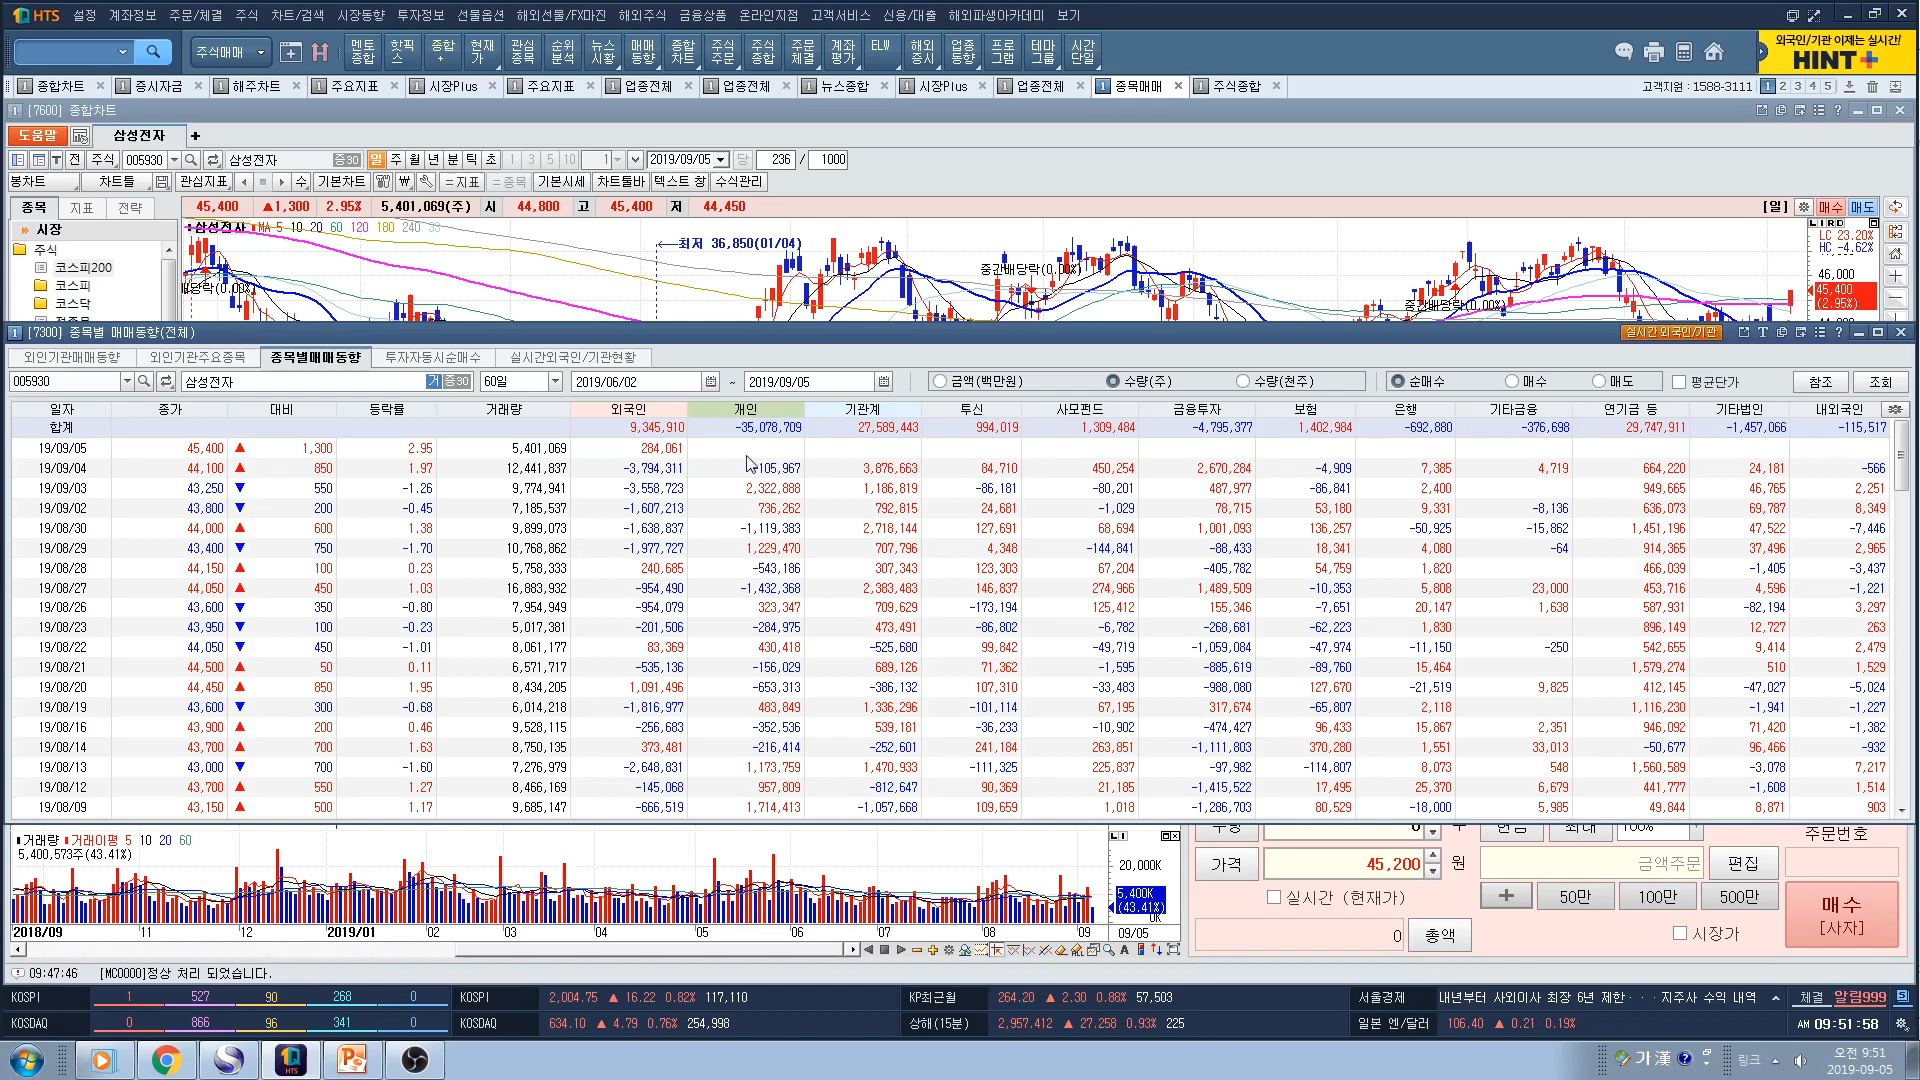 HTS 설정 계좌정보 주문/체결 주식 차트/검색 시장동향 투자정보 선물옵션 해외선물/FX마진 해외주식 금융상품 온라인지점 고객서비스 신용/대출 해외파생아카데미 보기
주식매매 멘토종합 핫픽스 종합+ 현재가 관심종목 순위분석 뉴스시황 매매동향 종합차트 주식주문 주식종합 주문체결 계좌평가 ELW 해외증시 업종동향 프로그램 테마그룹 시간단일
외국인/기관 이제는 실시간!
HINT+
1 종합차트 1 증시자금 1 해주차트 1 주요지표 1 시장Plus 1 주요지표 1 업종전체 1 업종전체 1 뉴스종합 1 시장Plus 1 업종전체 1 종목매매 1 주식종합 고객지원 : 1588-3111 1 2 3 4 5
1 [7600] 종합차트
도움말 삼성전자 +
T 전 주식 005930 삼성전자 증30 일 주 월 년 분 틱 초 1 3 5 10 1 2019/09/05 당 236 / 1000
봉차트 차트틀 관심지표 수 기본차트 ₩ =지표 =종목 기본시세 차트툴바 텍스트 창 수식관리
종목 지표 전략 45,400 ▲1,300 2.95% 5,401,069(주) 시 44,800 고 45,400 저 44,450 [일] 매수 매도
시장 삼성전자 MA 5 10 20 60 120 180 240
주식 최저 36,850(01/04) LC 23.20%
HC -4.62%
코스피200 중간배당락(0.00%) 46,000
코스피 배당락(0.00%) 45,400
코스닥 중간배당락(0.00%) (2.95%)
1 [7300] 종목별 매매동향(전체) 실시간 외국인/기관
외인기관매매동향 외인기관주요종목 종목별매매동향 투자자동시순매수 실시간외국인/기관현황
005930 삼성전자 거 증30 60일 2019/06/02 ~ 2019/09/05 금액(백만원) 수량(주) 수량(천주) 순매수 매수 매도 평균단가 참조 조회
일자 종가 대비 등락률 거래량 외국인 개인 기관계 투신 사모펀드 금융투자 보험 은행 기타금융 연기금 등 기타법인 내외국인
합계 9,345,910 -35,078,709 27,589,443 994,019 1,309,484 -4,795,377 1,402,984 -692,880 -376,698 29,747,911 -1,457,066 -115,517
19/09/05 45,400 ▲ 1,300 2.95 5,401,069 284,061
19/09/04 44,100 ▲ 850 1.97 12,441,837 -3,794,311 -105,967 3,876,663 84,710 450,254 2,670,284 -4,909 7,385 4,719 664,220 24,181 -566
19/09/03 43,250 ▼ 550 -1.26 9,774,941 -3,558,723 2,322,888 1,186,819 -86,181 -80,201 487,977 -86,841 2,400 949,665 46,765 2,251
19/09/02 43,800 ▼ 200 -0.45 7,185,537 -1,607,213 736,262 792,815 24,681 -1,029 78,715 53,180 9,331 -8,136 636,073 69,787 8,349
19/08/30 44,000 ▲ 600 1.38 9,899,073 -1,638,837 -1,119,383 2,718,144 127,691 68,694 1,001,093 136,257 -50,925 -15,862 1,451,196 47,522 -7,446
19/08/29 43,400 ▼ 750 -1.70 10,768,862 -1,977,727 1,229,470 707,796 4,348 -144,841 -88,433 18,341 4,080 -64 914,365 37,496 2,965
19/08/28 44,150 ▲ 100 0.23 5,758,333 240,685 -543,186 307,343 123,303 67,204 -405,782 54,759 1,820 466,039 -1,405 -3,437
19/08/27 44,050 ▲ 450 1.03 16,883,932 -954,490 -1,432,368 2,383,483 146,837 274,966 1,489,509 -10,353 5,808 23,000 453,716 4,596 -1,221
19/08/26 43,600 ▼ 350 -0.80 7,954,949 -954,079 323,347 709,629 -173,194 125,412 155,346 -7,651 20,147 1,638 587,931 -82,194 3,297
19/08/23 43,950 ▼ 100 -0.23 5,017,381 -201,506 -284,975 473,491 -86,802 -6,782 -268,681 -62,223 1,830 896,149 12,727 263
19/08/22 44,050 ▼ 450 -1.01 8,061,177 83,369 430,418 -525,680 99,842 -49,719 -1,059,084 -47,974 -11,150 -250 542,655 9,414 2,479
19/08/21 44,500 ▲ 50 0.11 6,571,717 -535,136 -156,029 689,126 71,362 -1,595 -885,619 -89,760 15,464 1,579,274 510 1,529
19/08/20 44,450 ▲ 850 1.95 8,434,205 1,091,496 -653,313 -386,132 107,310 -33,483 -988,080 127,670 -21,519 9,825 412,145 -47,027 -5,024
19/08/19 43,600 ▼ 300 -0.68 6,014,218 -1,816,977 483,849 1,336,296 -101,114 67,195 317,674 -65,807 2,118 1,116,230 -1,941 -1,227
19/08/16 43,900 ▲ 200 0.46 9,528,115 -256,683 -352,536 539,181 -36,233 -10,902 -474,427 96,433 15,867 2,351 946,092 71,420 -1,382
19/08/14 43,700 ▲ 700 1.63 8,750,135 373,481 -216,414 -252,601 241,184 263,851 -1,111,803 370,280 1,551 33,013 -50,677 96,466 -932
19/08/13 43,000 ▼ 700 -1.60 7,276,979 -2,648,831 1,173,759 1,470,933 -111,325 225,837 -97,982 -114,807 8,073 548 1,560,589 -3,078 7,217
19/08/12 43,700 ▲ 550 1.27 8,466,169 -145,068 957,809 -812,647 90,369 21,185 -1,415,522 17,495 25,370 6,679 441,777 -1,608 1,514
19/08/09 43,150 ▲ 500 1.17 9,685,147 -666,519 1,714,413 -1,057,668 109,659 1,018 -1,286,703 80,529 -18,000 5,985 49,844 8,871 903
거래량 거래이평 5 10 20 60 주문번호
5,400,573주(43.41%) 20,000K 가격 45,200 원 금액주문 편집
5,400K 실시간 (현재가) + 50만 100만 500만 매수
(43.41%) [사자]
0K 0 총액 시장가
2018/09 11 12 2019/01 02 03 04 05 06 07 08 09 09/05
09:47:46 [MC0000]정상 처리 되었습니다.
KOSPI 1 527 90 268 0 KOSPI 2,004.75 ▲ 16.22 0.82% 117,110 KP최근월 264.20 ▲ 2.30 0.88% 57,503 서울경제 내년부터 사외이사 최장 6년 제한··· 지주사 수익 내역 체결 알림999
KOSDAQ 0 866 96 341 0 KOSDAQ 634.10 ▲ 4.79 0.76% 254,998 상해(15분) 2,957.412 ▲ 27.258 0.93% 225 일본 엔/달러 106.40 ▲ 0.21 0.19% AM 09:51:58
가 漢 링크 오전 9:51
2019-09-05